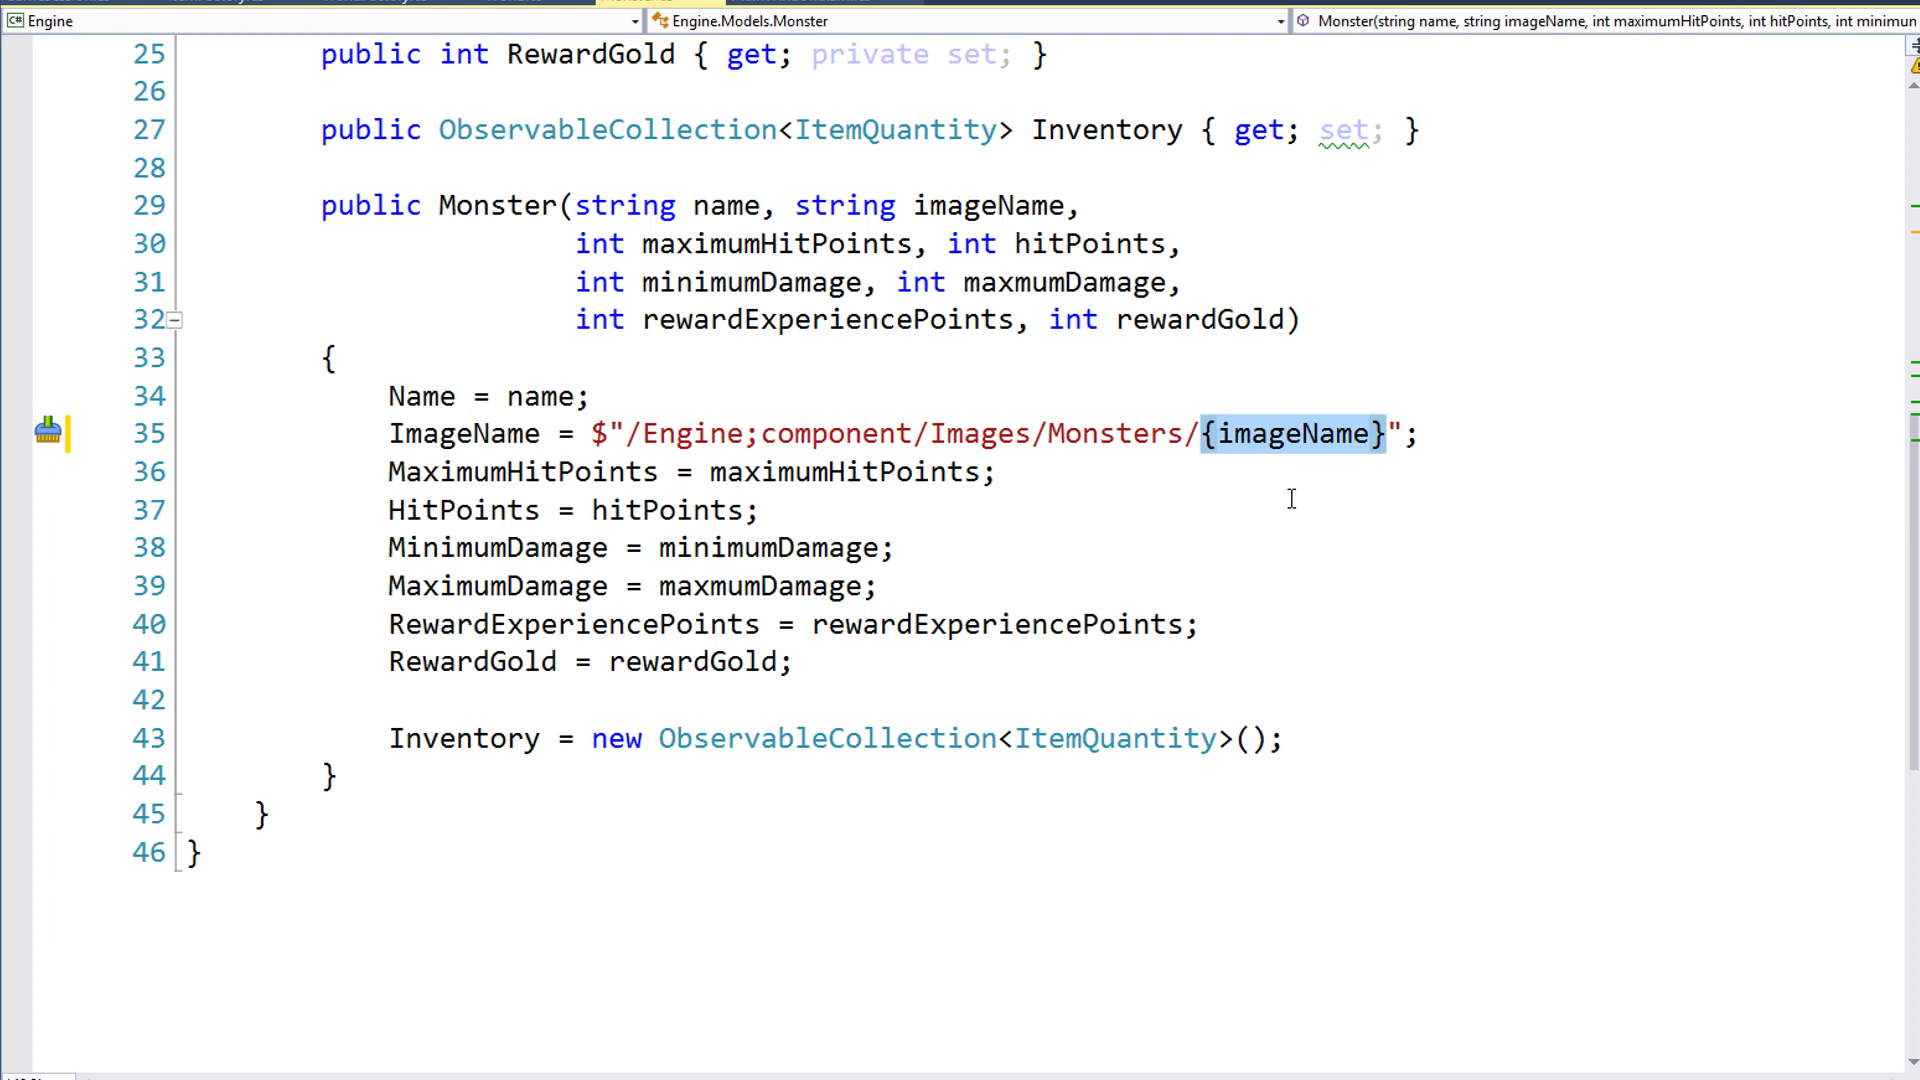 Engine Engine.Models.Monster Monster(string name, string imageName, int maximumHitPoints, int hitPoints, int minimun
25 public int RewardGold { get; private set; }
26
27 public ObservableCollection<ItemQuantity> Inventory { get; set; }
28
29 public Monster(string name, string imageName,
30 int maximumHitPoints, int hitPoints,
31 int minimumDamage, int maxmumDamage,
32 int rewardExperiencePoints, int rewardGold)
33 {
34 Name = name;
35 ImageName = $"/Engine;component/Images/Monsters/{imageName}";
36 MaximumHitPoints = maximumHitPoints;
37 HitPoints = hitPoints;
38 MinimumDamage = minimumDamage;
39 MaximumDamage = maxmumDamage;
40 RewardExperiencePoints = rewardExperiencePoints;
41 RewardGold = rewardGold;
42
43 Inventory = new ObservableCollection<ItemQuantity>();
44 }
45 }
46 }